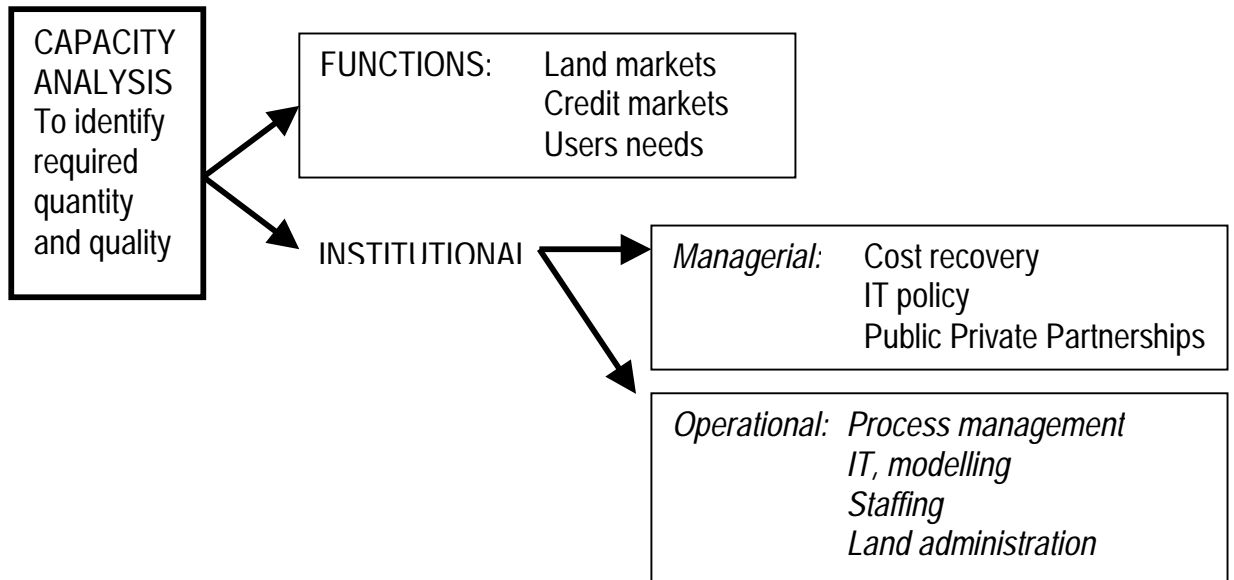 CAPACITY
ANALYSIS
To identify
required
quantity
and quality
FUNCTIONS: Land markets
Credit markets
Users needs
INSTITUTIONAL
Managerial: Cost recovery
IT policy
Public Private Partnerships
Operational: Process management
IT, modelling
Staffing
Land administration